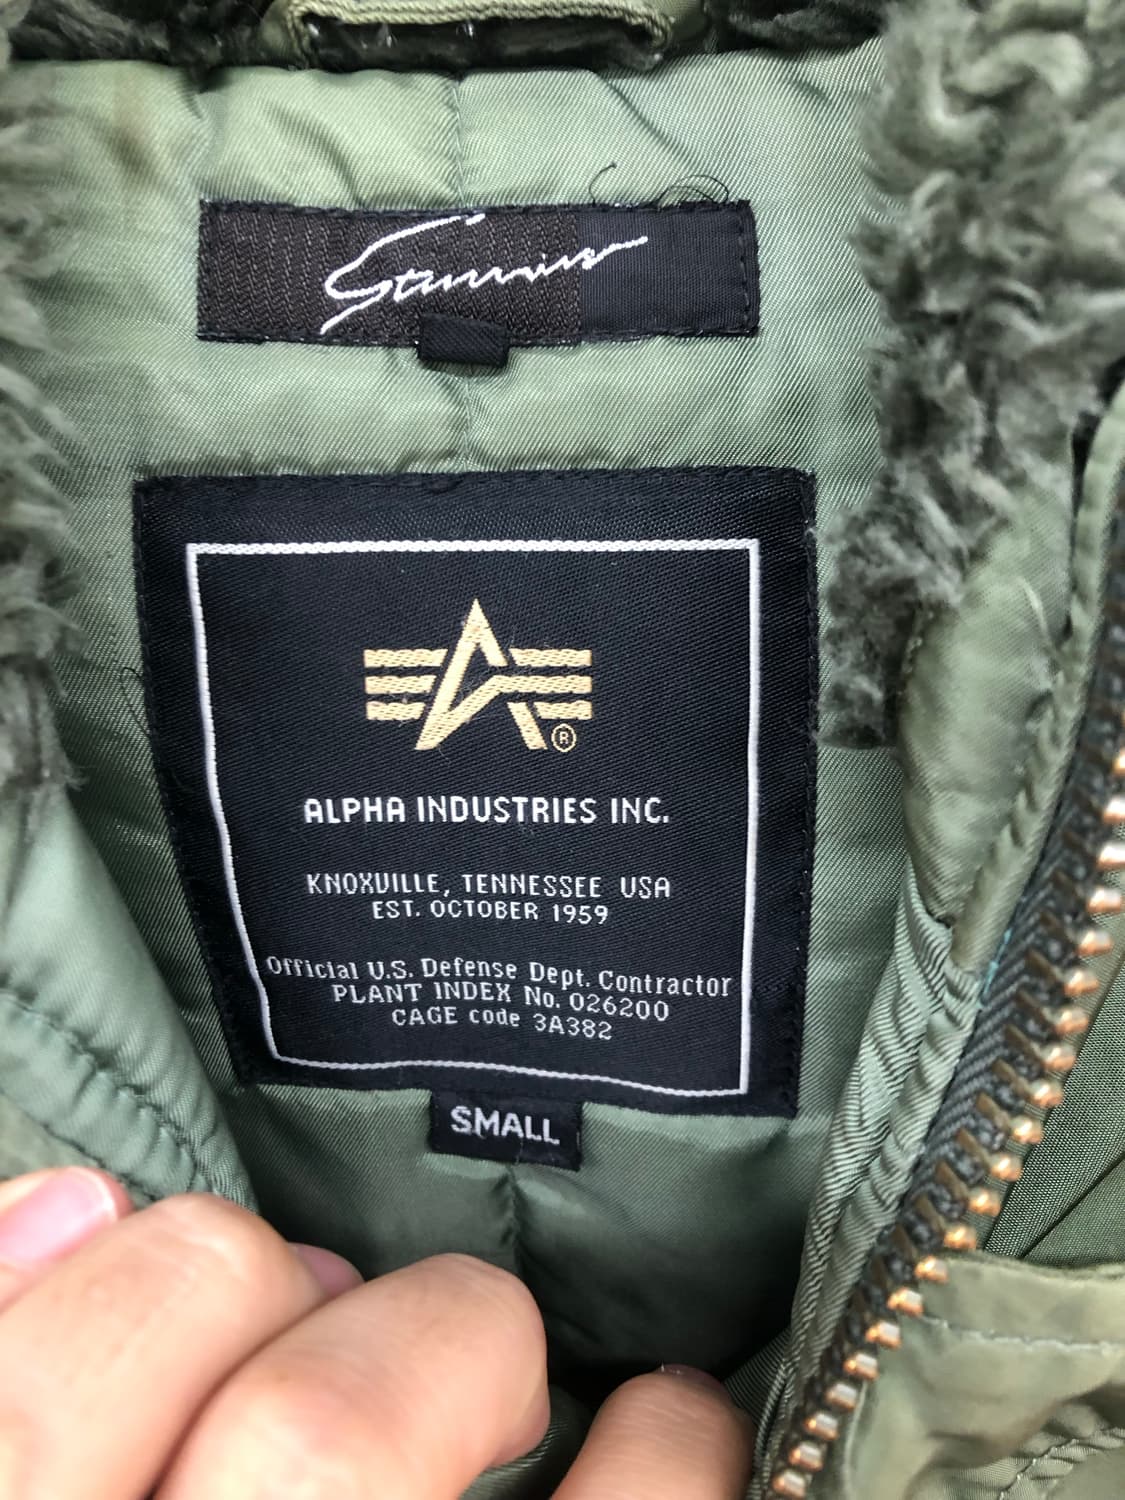 ®
ALPHA INDUSTRIES INC.
KNOXVILLE, TENNESSEE USA
EST. OCTOBER 1959
Official U.S. Defense Dept. Contractor
PLANT INDEX No. 026200
CAGE code 3A382
SMALL